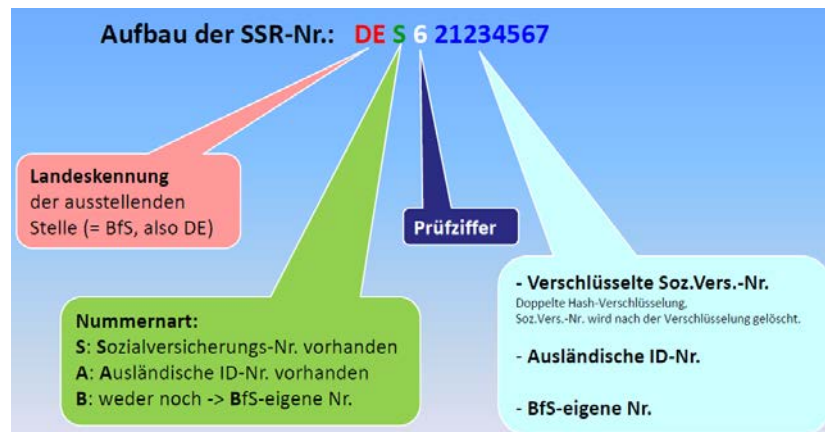 Aufbau der SSR-Nr.: DE S 6 21234567
Landeskennung
der ausstellenden
Stelle (= BfS, also DE)
Prüfziffer
Nummernart:
S: Sozialversicherungs-Nr. vorhanden
A: Ausländische ID-Nr. vorhanden
B: weder noch -> BfS-eigene Nr.
- Verschlüsselte Soz.Vers.-Nr.
Doppelte Hash-Verschlüsselung.
Soz.Vers.-Nr. wird nach der Verschlüsselung gelöscht.
- Ausländische ID-Nr.
- BfS-eigene Nr.